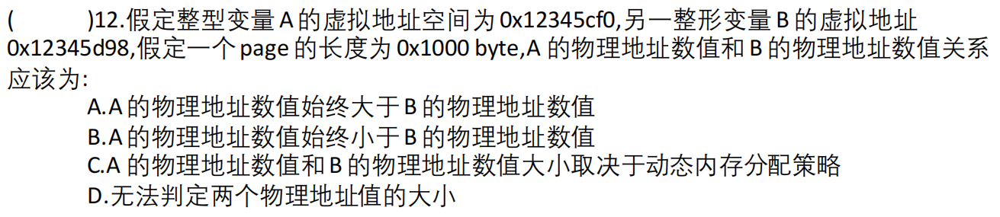 (   )12.假定整型变量 A 的虚拟地址空间为 0x12345cf0,另一整形变量 B 的虚拟地址
0x12345d98,假定一个 page 的长度为 0x1000 byte,A 的物理地址数值和 B 的物理地址数值关系
应该为:
A.A 的物理地址数值始终大于 B 的物理地址数值
B.A 的物理地址数值始终小于 B 的物理地址数值
C.A 的物理地址数值和 B 的物理地址数值大小取决于动态内存分配策略
D.无法判定两个物理地址值的大小